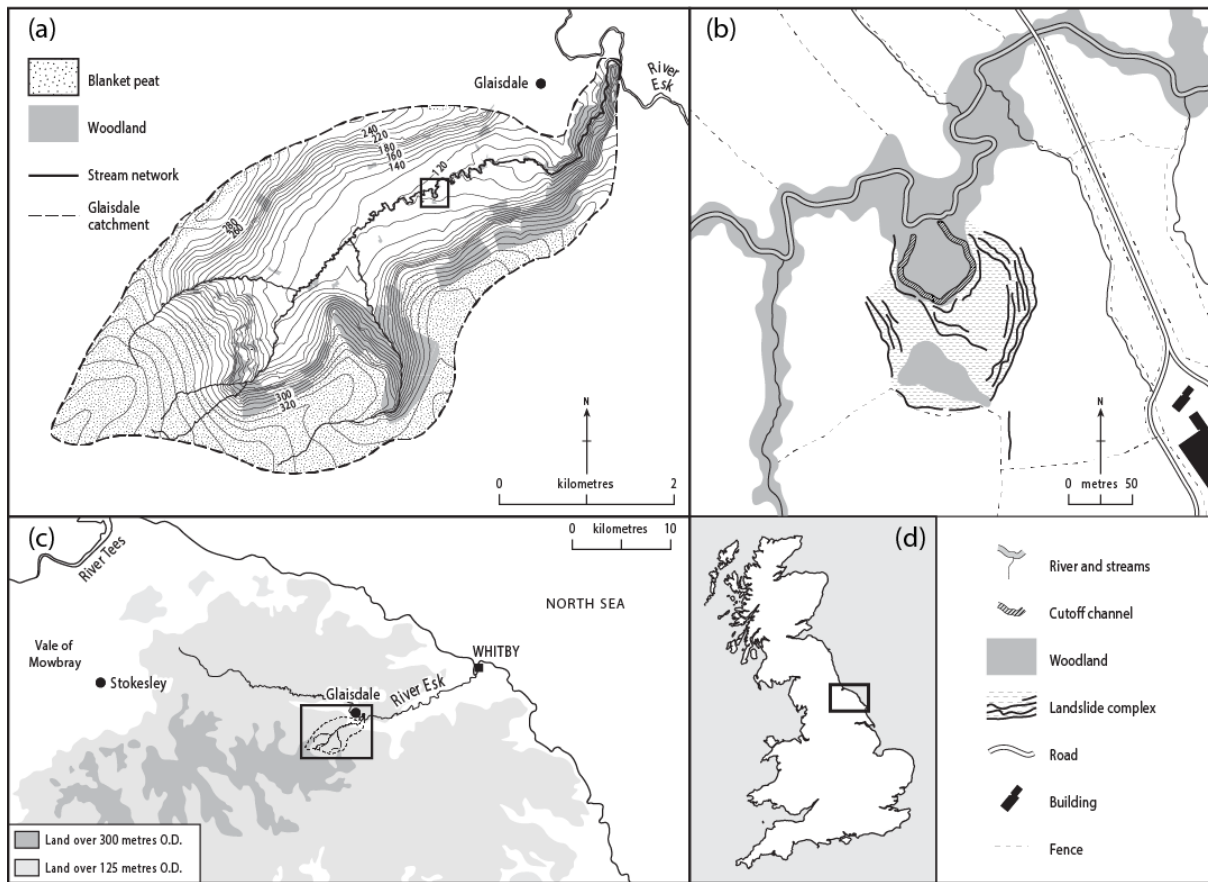 (a)
Blanket peat
Woodland
Stream network
Glaisdale
catchment
Glaisdale
River
Esk
240
220
180
160
140
120
280
260
300
320
N
0 kilometres 2
(b)
N
0 metres 50
(c)
0 kilometres 10
River Tees
NORTH SEA
Vale of
Mowbray
Stokesley
WHITBY
Glaisdale
River Esk
Land over 300 metres O.D.
Land over 125 metres O.D.
(d)
River and streams
Cutoff channel
Woodland
Landslide complex
Road
Building
Fence